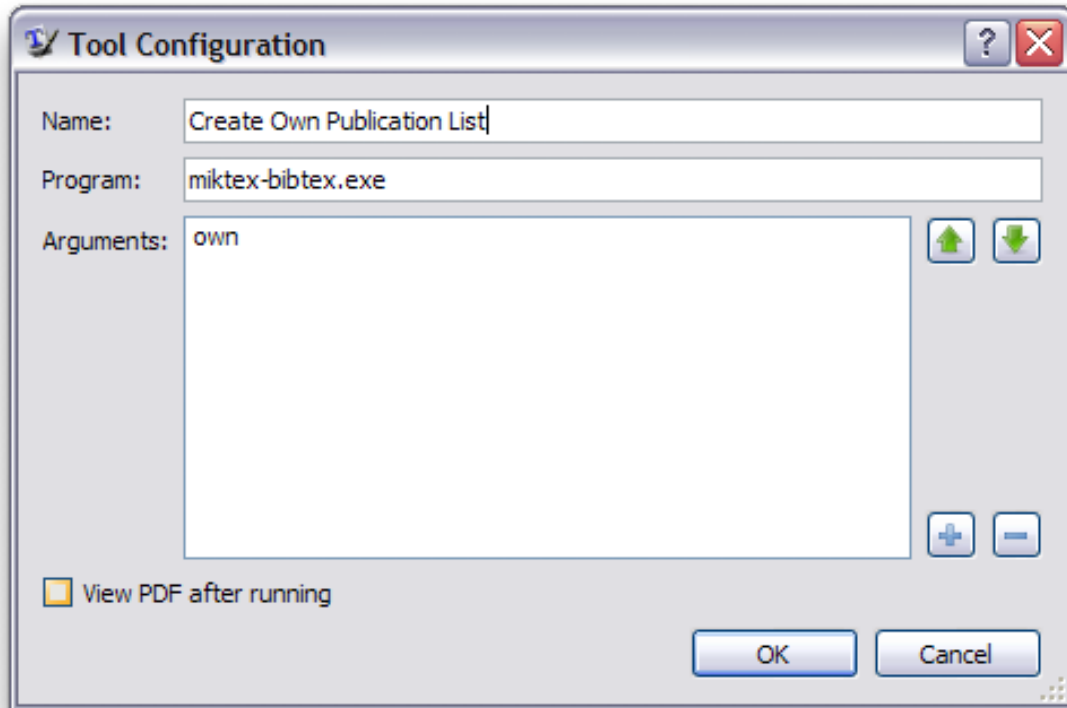 Tool Configuration
Name: Create Own Publication List
Program: miktex-bibtex.exe
Arguments: own
View PDF after running
OK Cancel